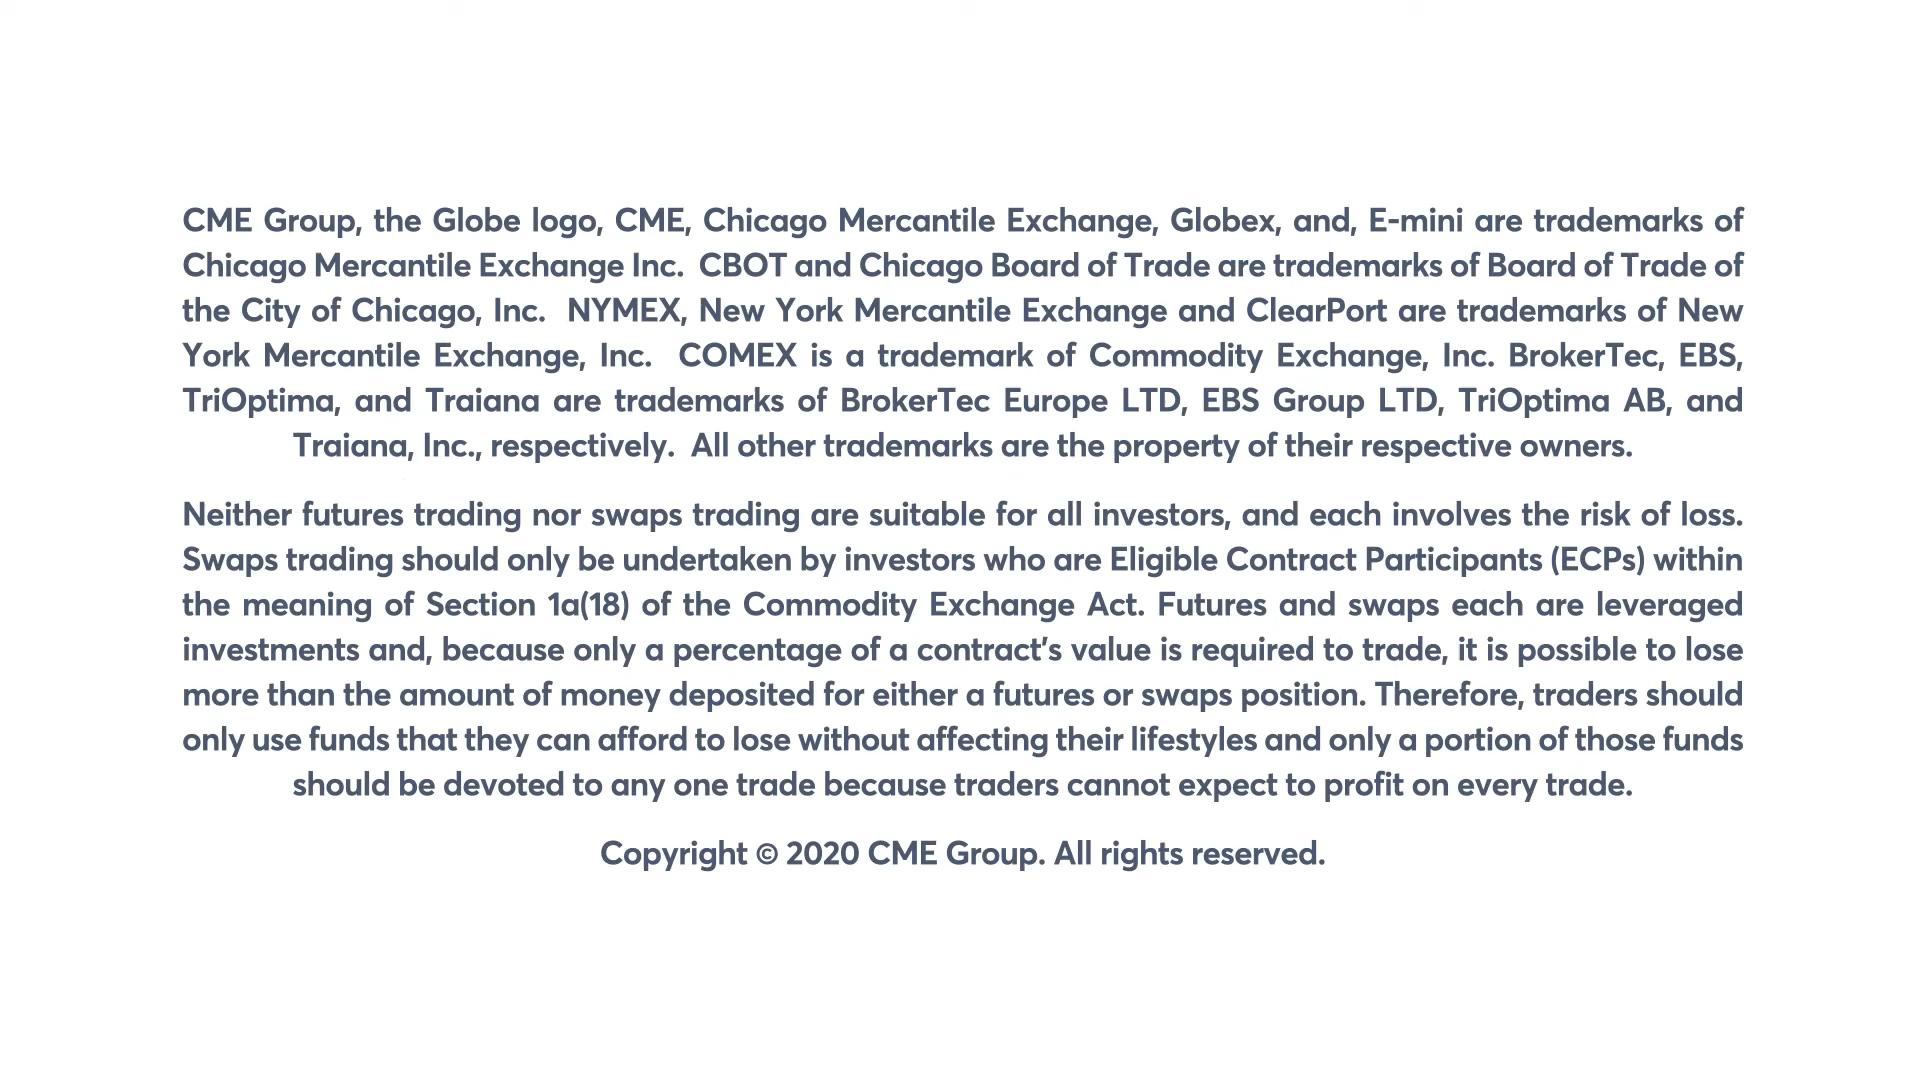 CME Group, the Globe logo, CME, Chicago Mercantile Exchange, Globex, and, E-mini are trademarks of
Chicago Mercantile Exchange Inc.  CBOT and Chicago Board of Trade are trademarks of Board of Trade of
the City of Chicago, Inc.  NYMEX, New York Mercantile Exchange and ClearPort are trademarks of New
York Mercantile Exchange, Inc.  COMEX is a trademark of Commodity Exchange, Inc. BrokerTec, EBS,
TriOptima, and Traiana are trademarks of BrokerTec Europe LTD, EBS Group LTD, TriOptima AB, and
Traiana, Inc., respectively.  All other trademarks are the property of their respective owners.
Neither futures trading nor swaps trading are suitable for all investors, and each involves the risk of loss.
Swaps trading should only be undertaken by investors who are Eligible Contract Participants (ECPs) within
the meaning of Section 1a(18) of the Commodity Exchange Act. Futures and swaps each are leveraged
investments and, because only a percentage of a contract's value is required to trade, it is possible to lose
more than the amount of money deposited for either a futures or swaps position. Therefore, traders should
only use funds that they can afford to lose without affecting their lifestyles and only a portion of those funds
should be devoted to any one trade because traders cannot expect to profit on every trade.
Copyright © 2020 CME Group. All rights reserved.